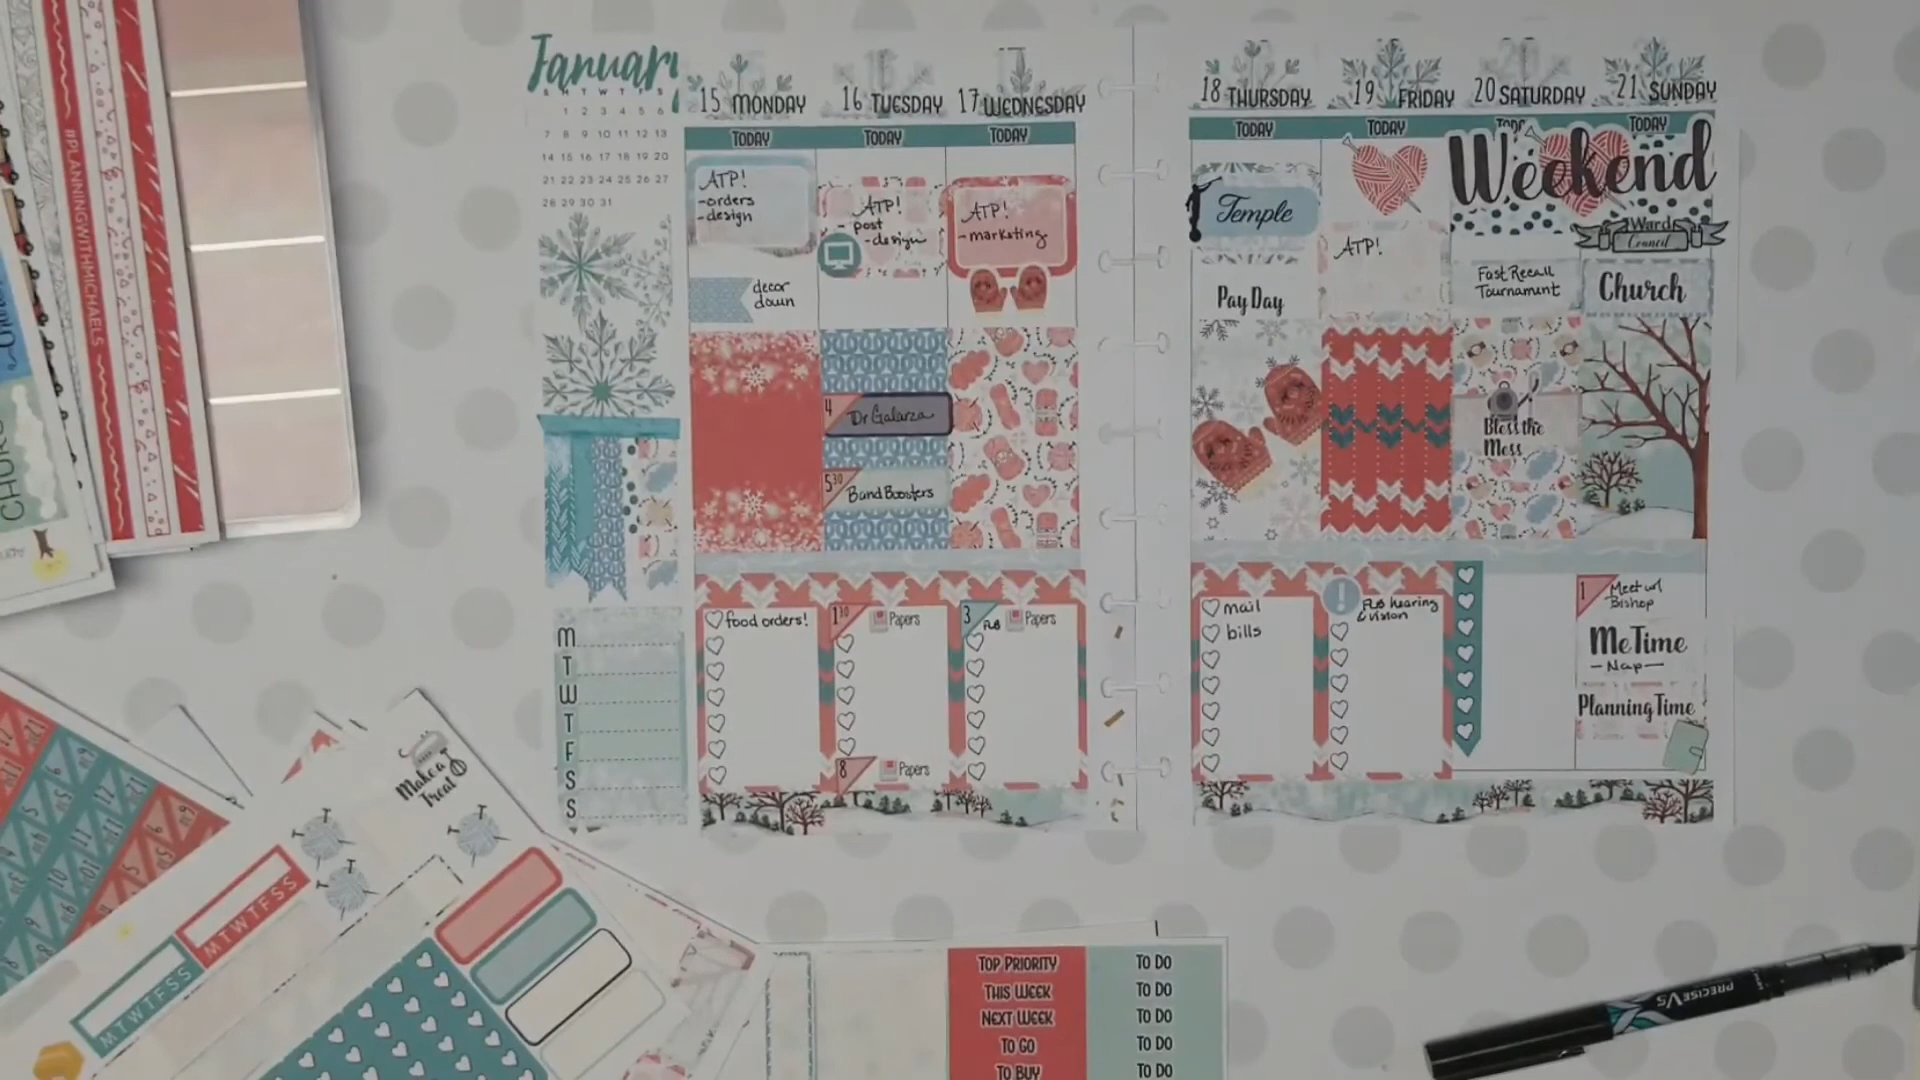 #PLANNINGWITHMICHAELS
CHURC
January
S M T W T F S
1 2 3 4 5 6
7 8 9 10 11 12 13
14 15 16 17 18 19 20
21 22 23 24 25 26 27
28 29 30 31
15 MONDAY
16 TUESDAY
17 WEDNESDAY
18 THURSDAY
19 FRIDAY
20 SATURDAY
21 SUNDAY
TODAY
TODAY
TODAY
TODAY
TODAY
TODAY
ATP!
-orders
-design
decor
down
ATP!
-post
-design
4
Dr Galarza
5:30
Band Boosters
ATP!
-marketing
Temple
Pay Day
ATP!
Weekend
Fast Recall
Tournament
Bless the
Mess
Ward
Council
Church
M
T
W
T
F
S
S
food orders!
1:30
Papers
8
Papers
3
PLB
Papers
mail
bills
!
hearing
& vision
1
Meet w/
Bishop
Me Time
-Nap-
Planning Time
Make a
Treat
MTWTFSS
MTWTFSS
TOP PRIORITY
THIS WEEK
NEXT WEEK
TO GO
TO BUY
TO DO
TO DO
TO DO
TO DO
TO DO
PRECISE V5